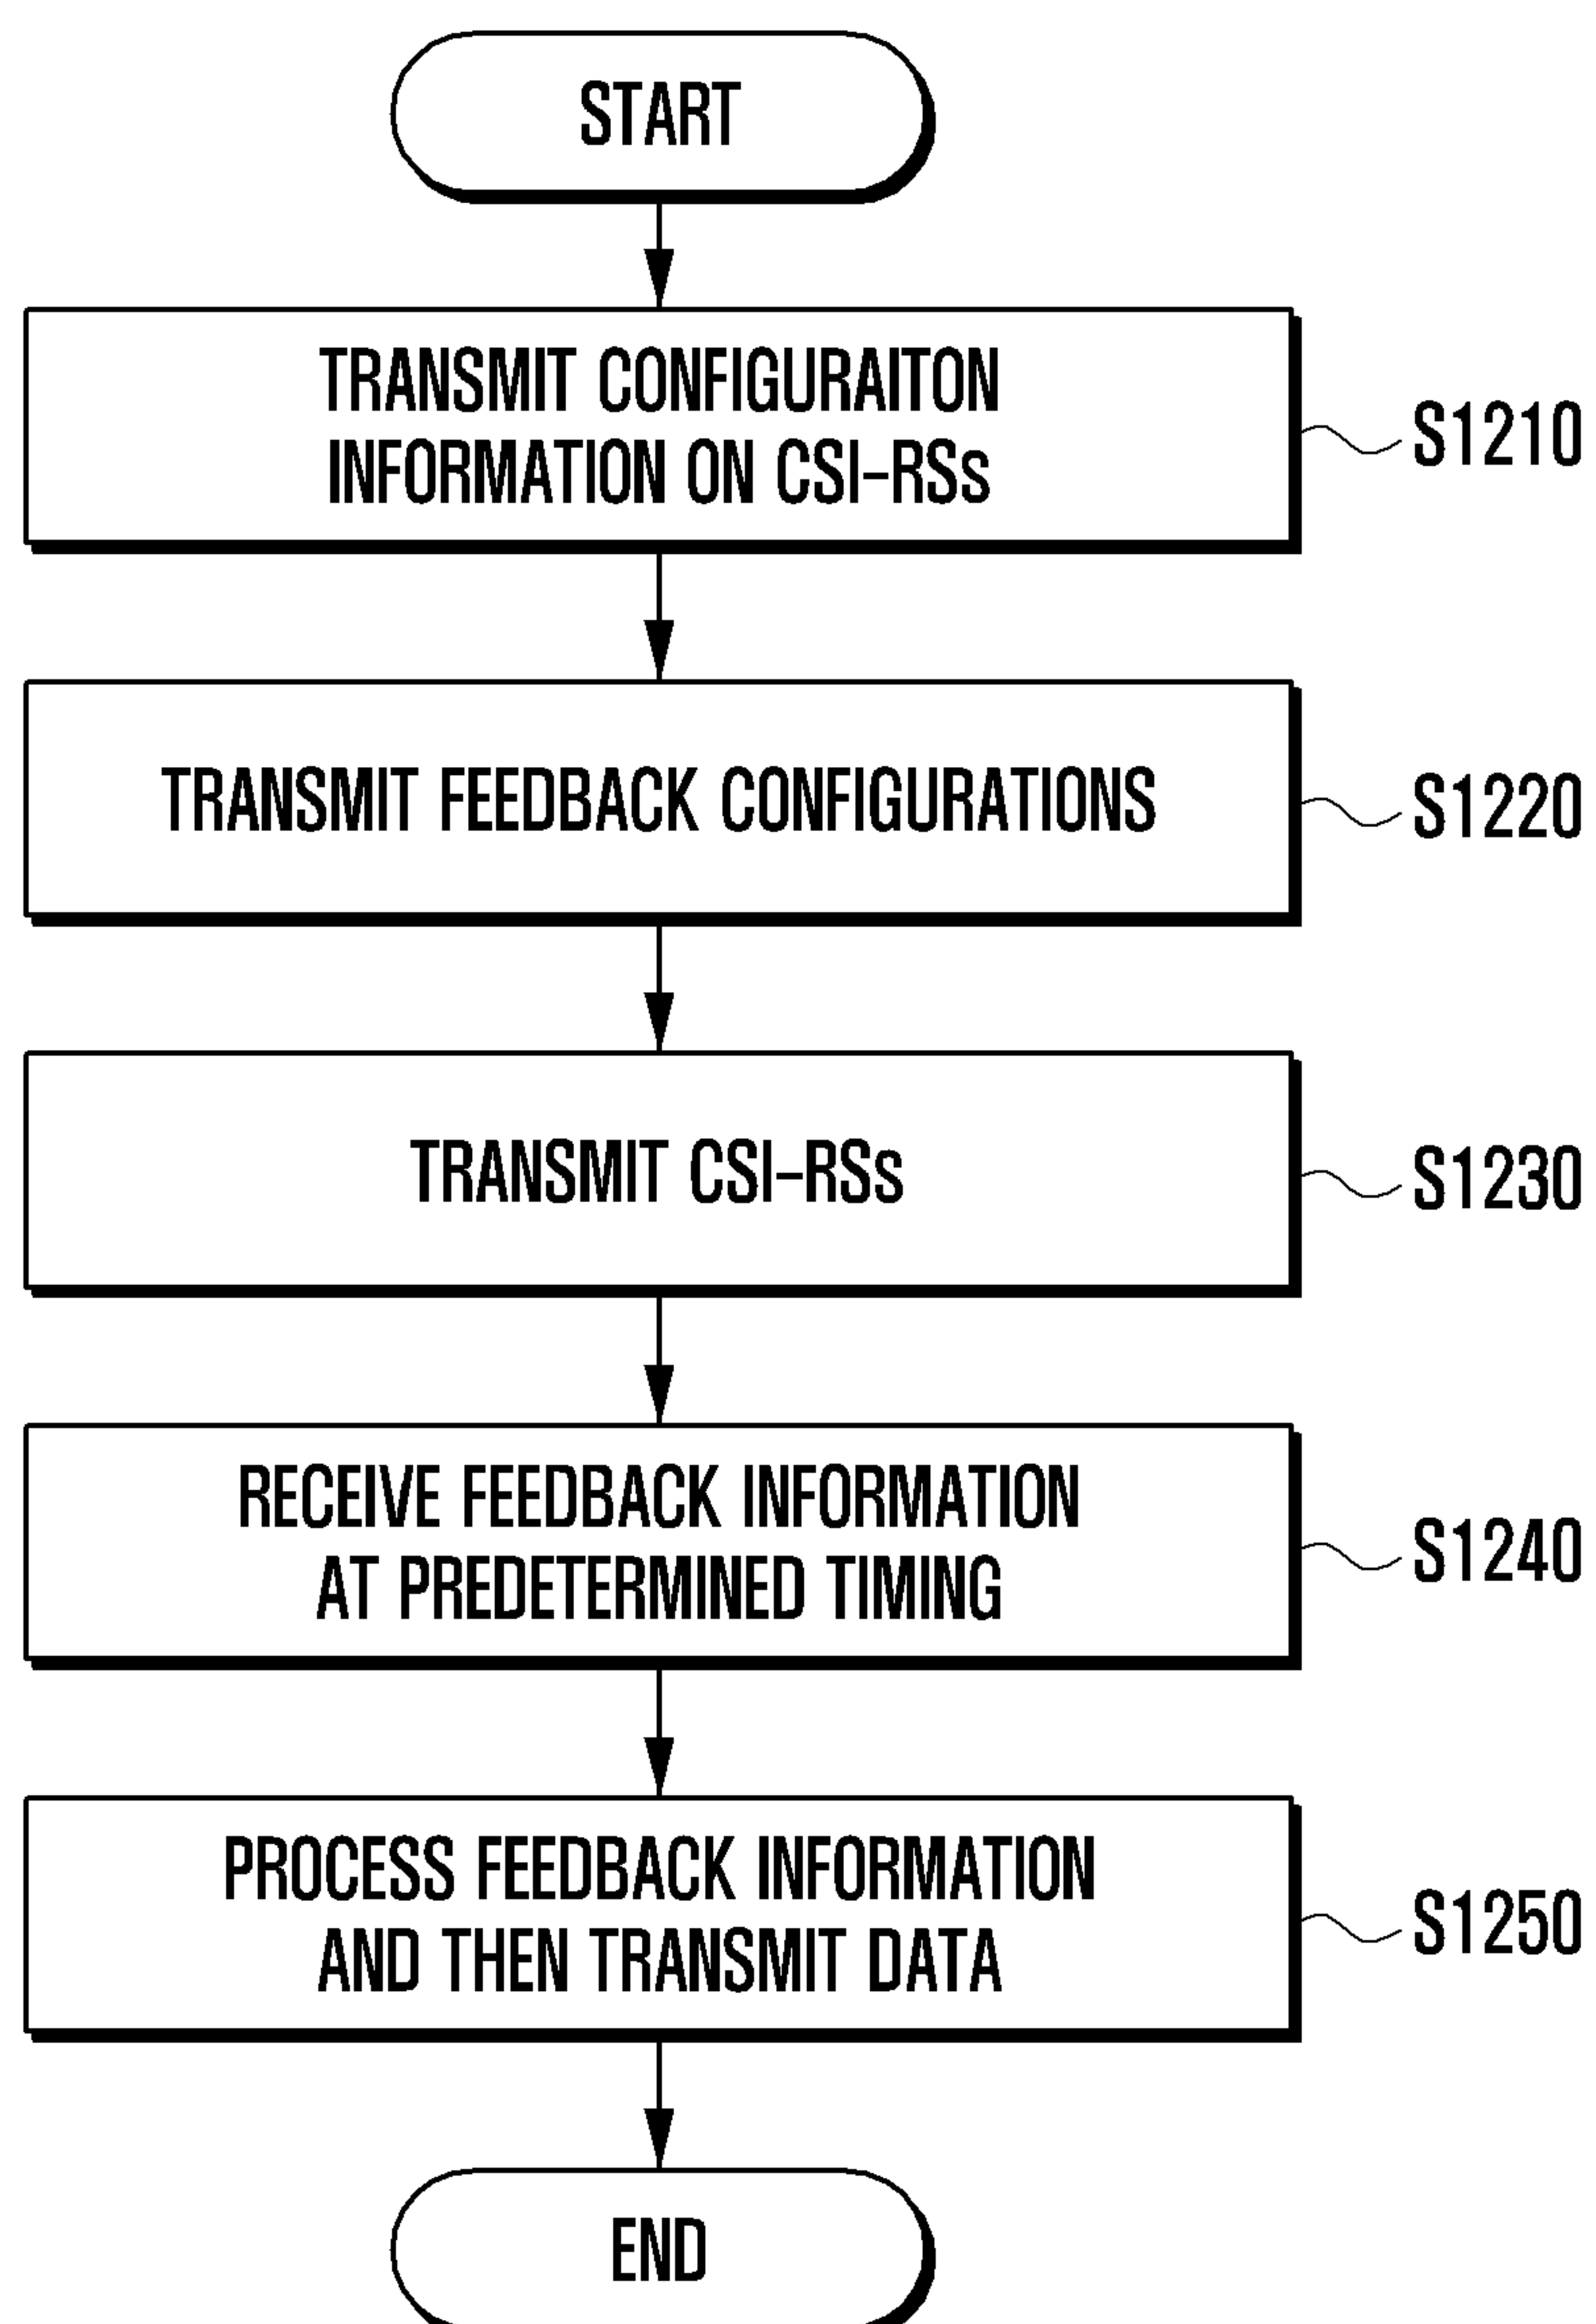 START
TRANSMIT CONFIGURAITON
INFORMATION ON CSI-RSs
S1210
TRANSMIT FEEDBACK CONFIGURATIONS
S1220
TRANSMIT CSI-RSs
S1230
RECEIVE FEEDBACK INFORMATION
AT PREDETERMINED TIMING
S1240
PROCESS FEEDBACK INFORMATION
AND THEN TRANSMIT DATA
S1250
END